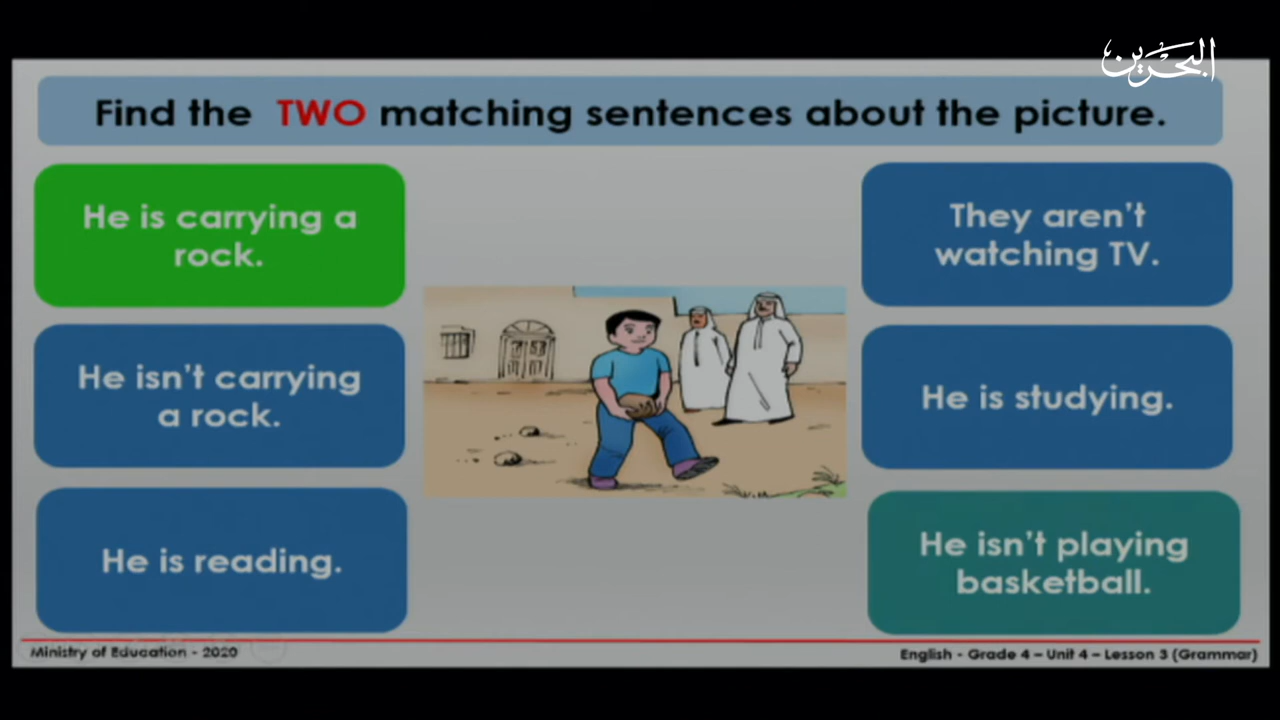 البحرين
Find the TWO matching sentences about the picture.
He is carrying a
rock.
They aren't
watching TV.
He isn't carrying
a rock.
He is studying.
He is reading.
He isn't playing
basketball.
Ministry of Education - 2020
English - Grade 4 – Unit 4 – Lesson 3 (Grammar)